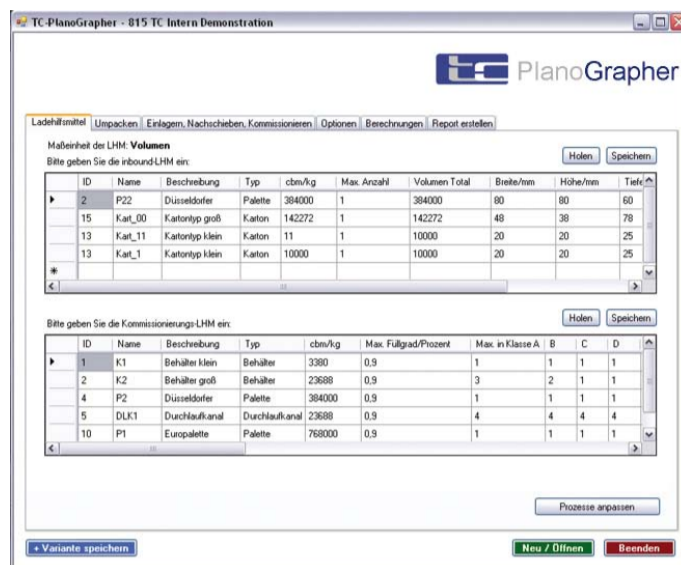 TC-PlanoGrapher - 815 TC Intern Demonstration
tc PlanoGrapher
Ladehilfsmittel Umpacken Einlagern, Nachschieben, Kommissionieren Optionen Berechnungen Report erstellen
Maßeinheit der LHM: Volumen
Bitte geben Sie die inbound-LHM ein: Holen Speichern
ID Name Beschreibung Typ cbm/kg Max. Anzahl Volumen Total Breite/mm Höhe/mm Tiefe
2 P22 Düsseldorfer Palette 384000 1 384000 80 80 60
15 Kart_00 Kartontyp groß Karton 142272 1 142272 48 38 78
13 Kart_11 Kartontyp klein Karton 11 1 10000 20 20 25
13 Kart_1 Kartontyp klein Karton 10000 1 10000 20 20 25
Bitte geben Sie die Kommissionierungs-LHM ein: Holen Speichern
ID Name Beschreibung Typ cbm/kg Max. Füllgrad/Prozent Max. in Klasse A B C D
1 K1 Behälter klein Behälter 3380 0,9 1 1 1 1
2 K2 Behälter groß Behälter 23688 0,9 3 2 1 1
4 P2 Düsseldorfer Palette 384000 0,9 1 1 1 1
5 DLK1 Durchlaufkanal Durchlaufkanal 23688 0,9 4 4 4 4
10 P1 Europalette Palette 768000 0,9 1 1 1 1
Prozesse anpassen
+ Variante speichern Neu / Öffnen Beenden